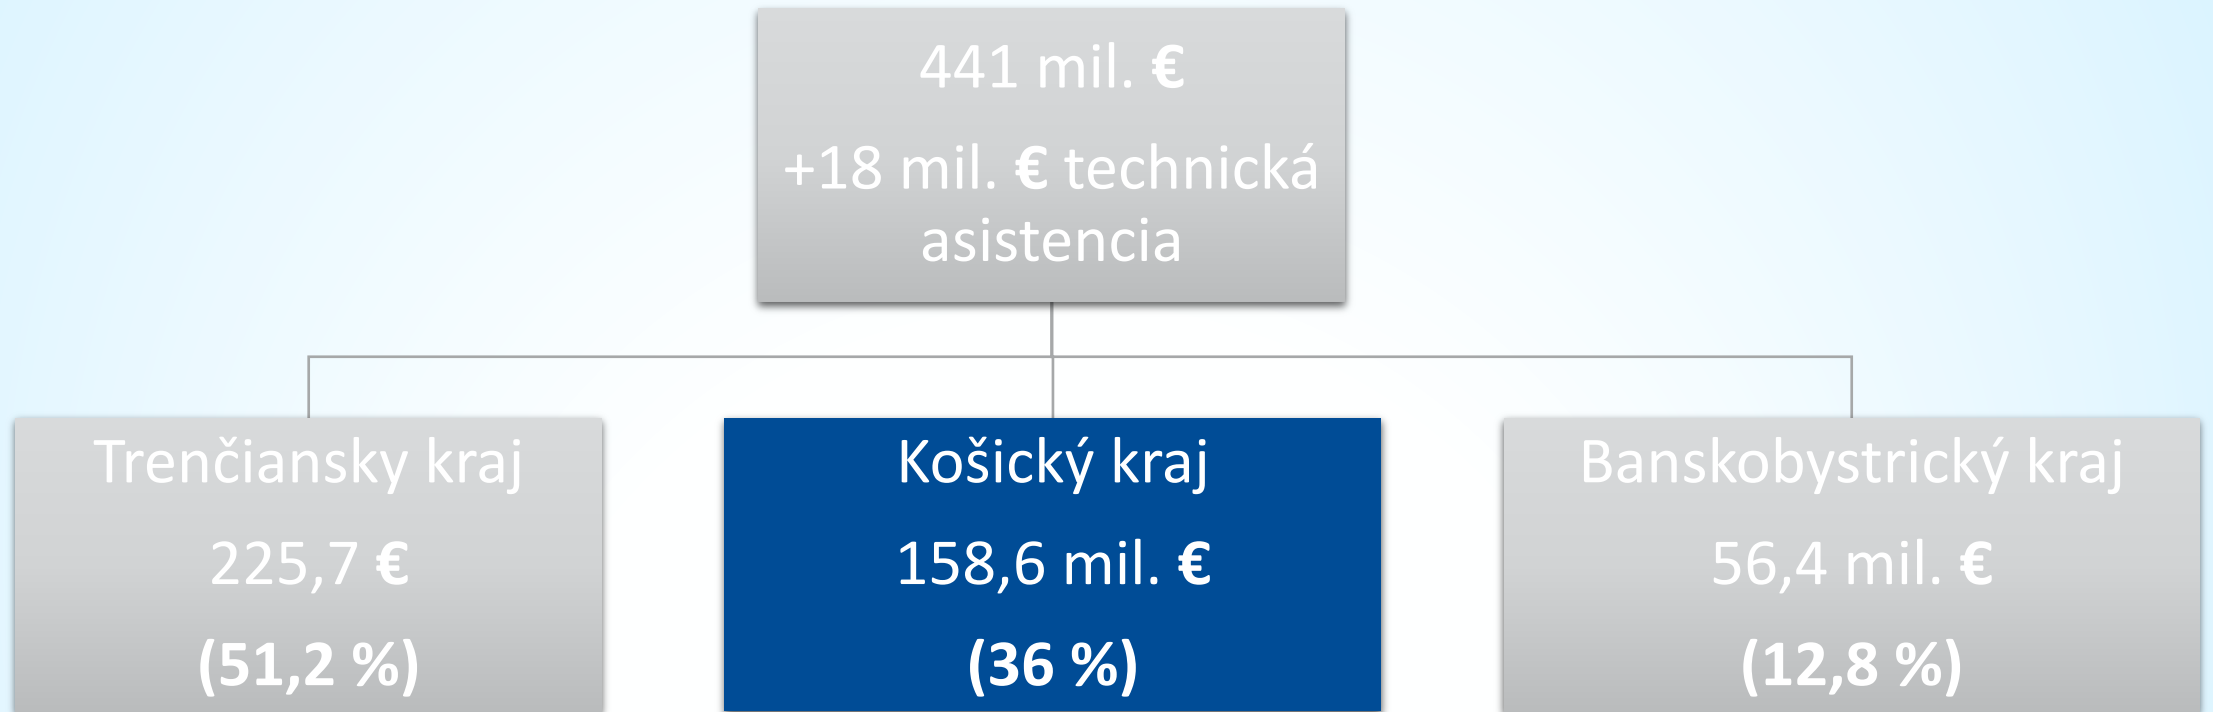 441 mil. €
+18 mil. € technická
asistencia
Trenčiansky kraj
225,7 €
(51,2 %)
Košický kraj
158,6 mil. €
(36 %)
Banskobystrický kraj
56,4 mil. €
(12,8 %)